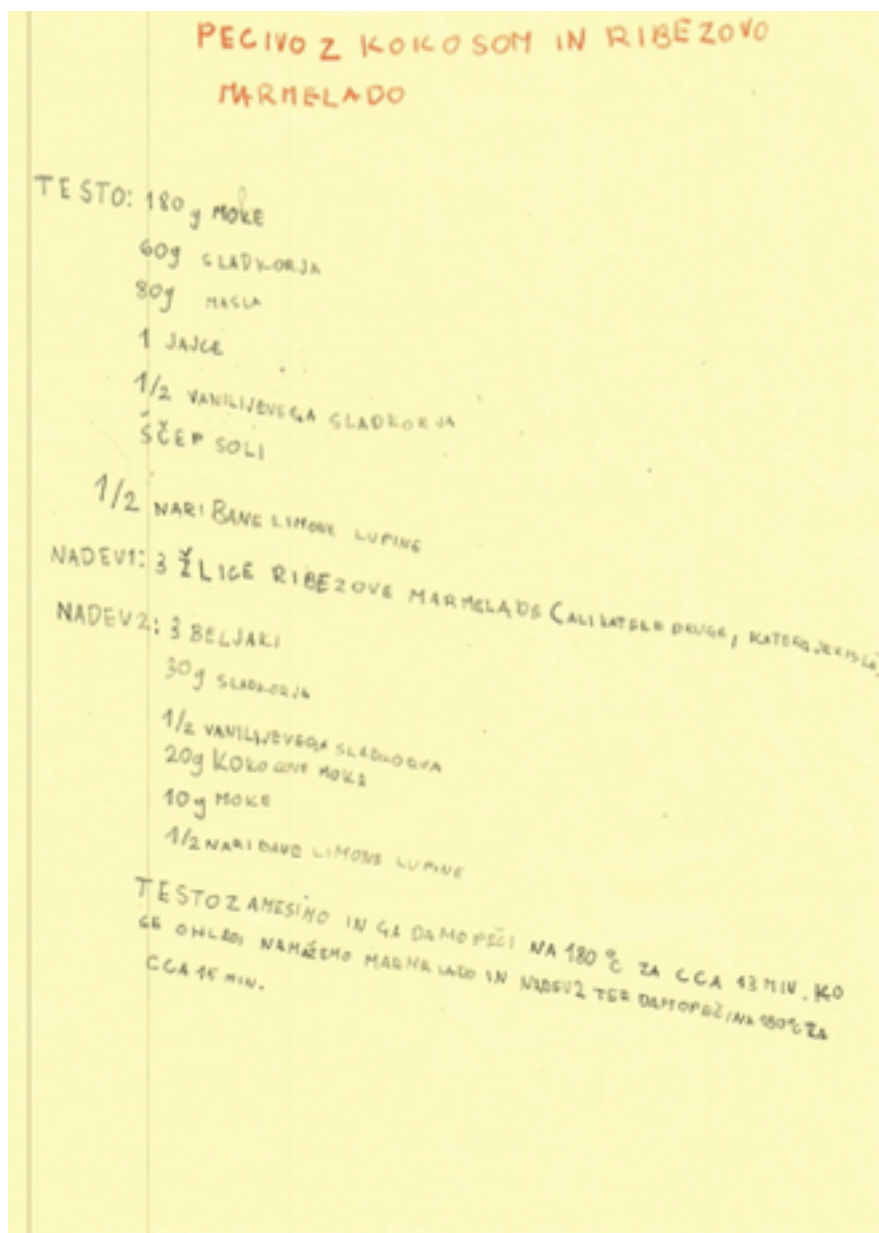 PECIVO Z KOKOSOM IN RIBEZOVO
MARMELADO
TESTO: 180g MOKE
60g SLADKORJA
80g MASLA
1 JAJCE
1/2 VANILIJEVEGA SLADKORJA
ŠČEP SOLI
1/2 NARIBANE LIMONE LUPINE
NADEV1: 3 ŽLICE RIBEZOVE MARMELADE (ALI KATERE DRUGE, KATERA JE KISLA)
NADEV2: 3 BELJAKI
30g SLADKORJA
1/2 VANILIJEVEGA SLADKORJA
20g KOKOSOVE MOKE
10g MOKE
1/2 NARIBANE LIMONE LUPINE
TESTO ZAMESIMO IN GA DAMO PEČI NA 180°C ZA CCA 13 MIN. KO
SE OHLADI NAMAŽEMO MARMELADO IN NADEV2 TER DAMO PEČI NA 180°C ZA
CCA 15 MIN.